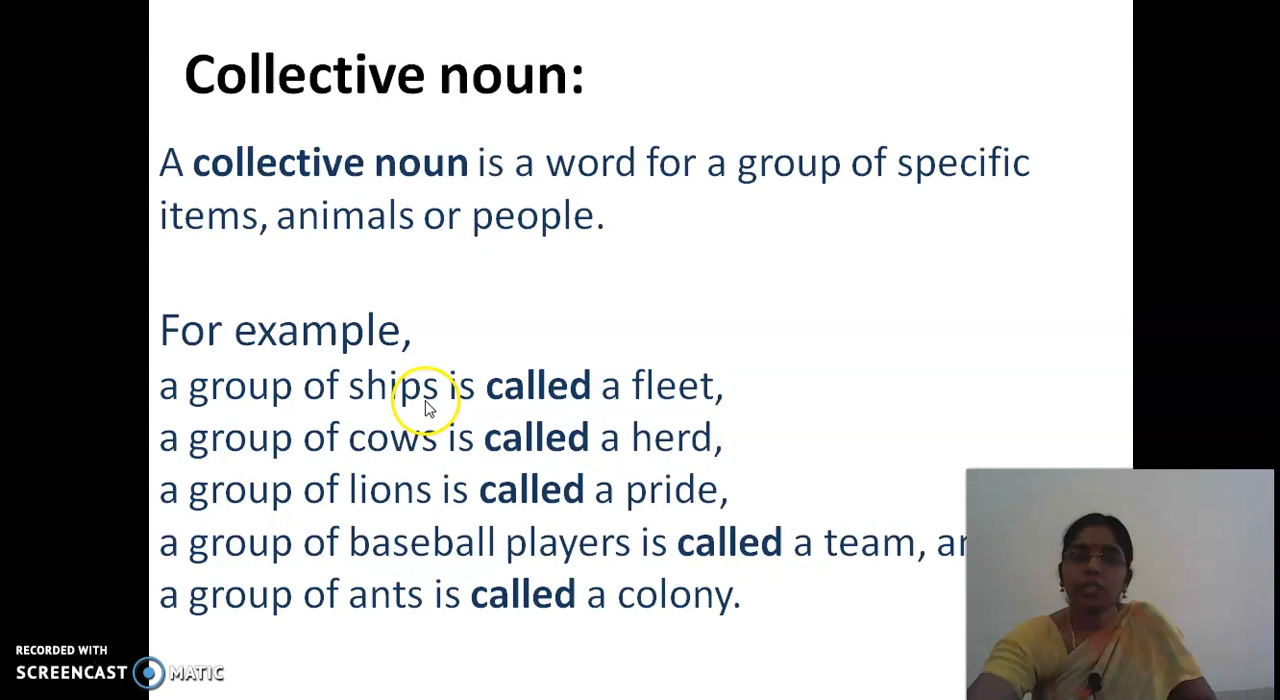 Collective noun:
A collective noun is a word for a group of specific
items, animals or people.
For example,
a group of ships is called a fleet,
a group of cows is called a herd,
a group of lions is called a pride,
a group of baseball players is called a team,
a group of ants is called a colony.
RECORDED WITH
SCREENCAST MATIC